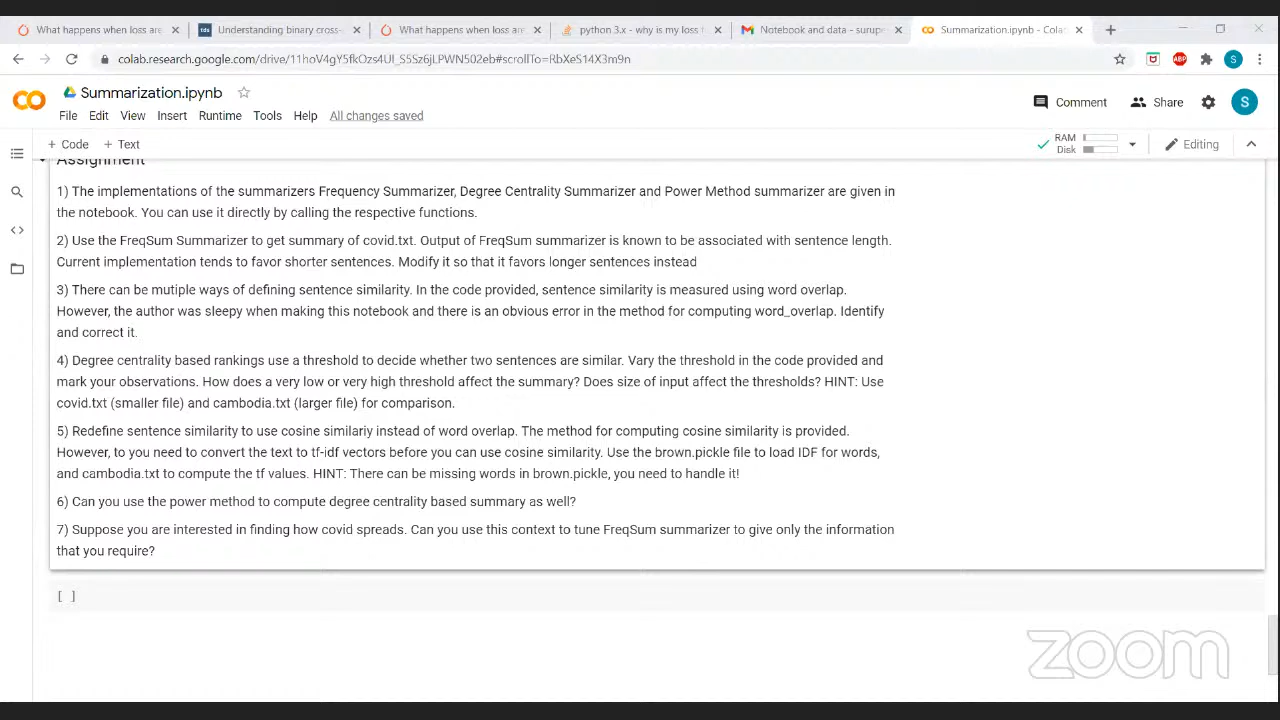 What happens when loss are
Understanding binary cross-
What happens when loss are
python 3.x - why is my loss f
Notebook and data - surupe
Summarization.ipynb - Colab
colab.research.google.com/drive/11hoV4gY5fkOzs4UI_S5Sz6jLPWN502eb#scrollTo=RbXeS14X3m9n
ABP
S
Summarization.ipynb
Comment
Share
S
File Edit View Insert Runtime Tools Help All changes saved
+ Code + Text
RAM
Disk
Editing
Assignment
1) The implementations of the summarizers Frequency Summarizer, Degree Centrality Summarizer and Power Method summarizer are given in
the notebook. You can use it directly by calling the respective functions.
2) Use the FreqSum Summarizer to get summary of covid.txt. Output of FreqSum summarizer is known to be associated with sentence length.
Current implementation tends to favor shorter sentences. Modify it so that it favors longer sentences instead
3) There can be mutiple ways of defining sentence similarity. In the code provided, sentence similarity is measured using word overlap.
However, the author was sleepy when making this notebook and there is an obvious error in the method for computing word_overlap. Identify
and correct it.
4) Degree centrality based rankings use a threshold to decide whether two sentences are similar. Vary the threshold in the code provided and
mark your observations. How does a very low or very high threshold affect the summary? Does size of input affect the thresholds? HINT: Use
covid.txt (smaller file) and cambodia.txt (larger file) for comparison.
5) Redefine sentence similarity to use cosine similariy instead of word overlap. The method for computing cosine similarity is provided.
However, to you need to convert the text to tf-idf vectors before you can use cosine similarity. Use the brown.pickle file to load IDF for words,
and cambodia.txt to compute the tf values. HINT: There can be missing words in brown.pickle, you need to handle it!
6) Can you use the power method to compute degree centrality based summary as well?
7) Suppose you are interested in finding how covid spreads. Can you use this context to tune FreqSum summarizer to give only the information
that you require?
[ ]
zoom